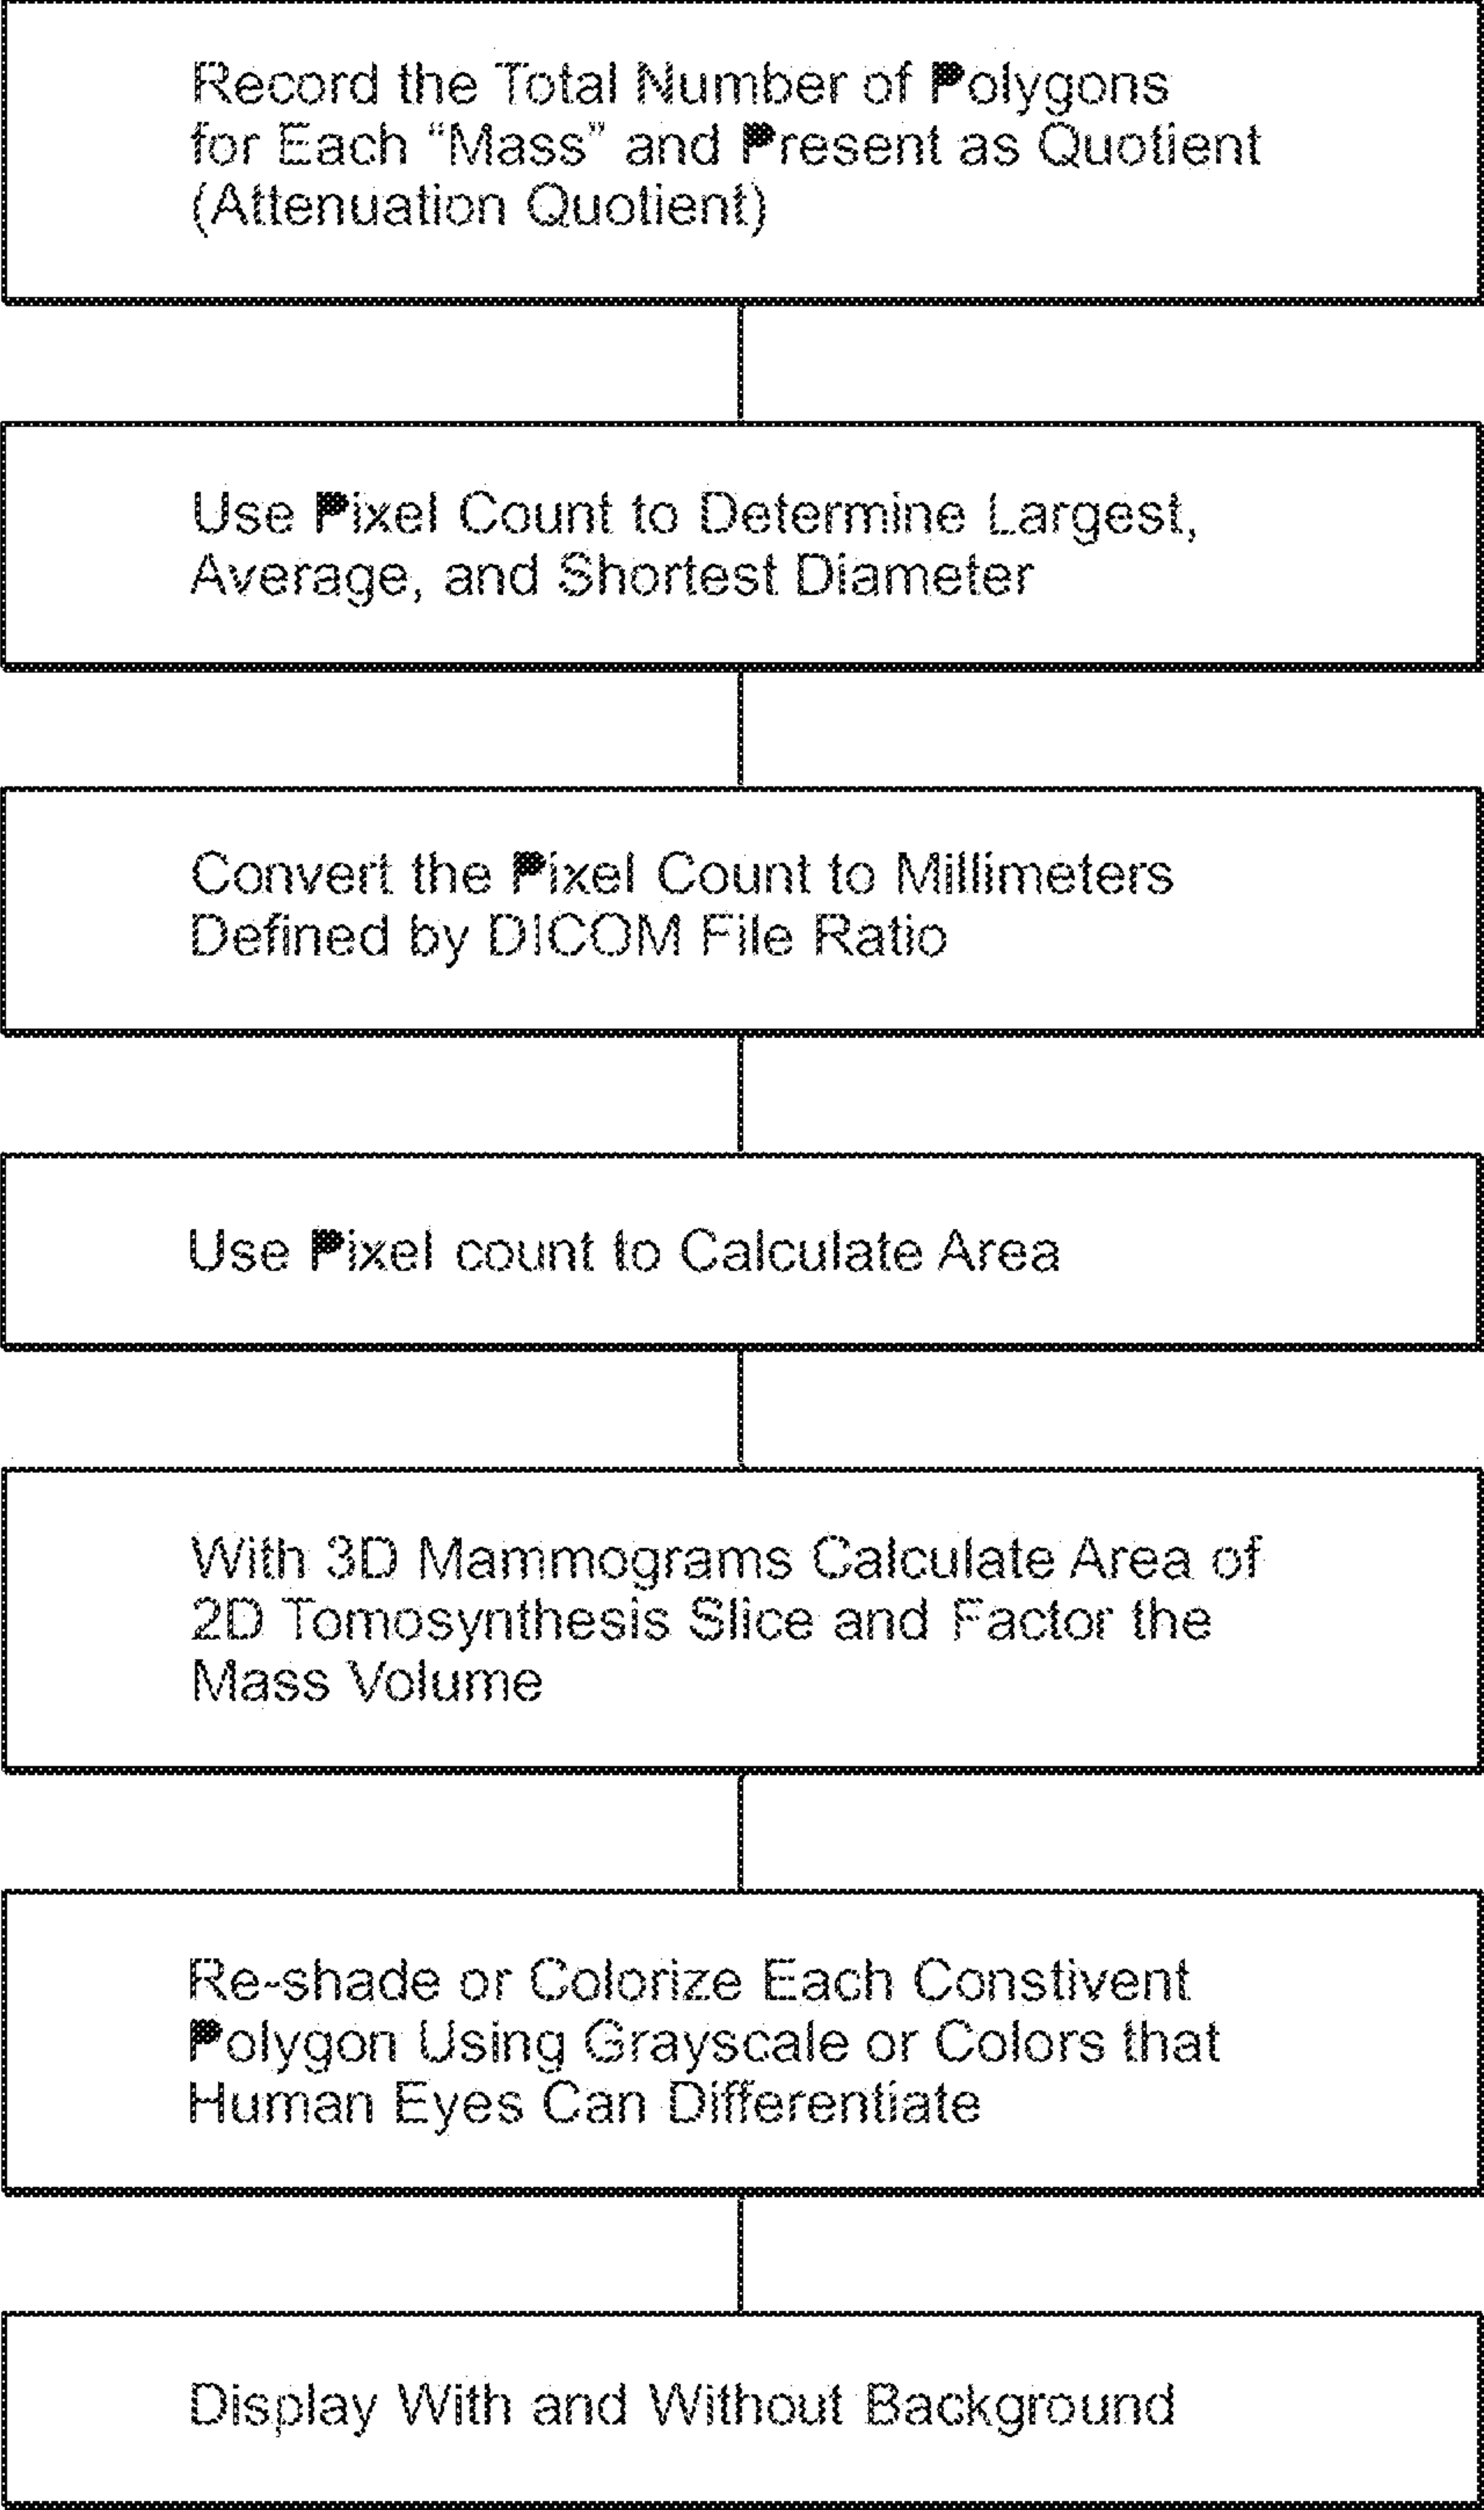 Record the Total Number of Polygons
for Each “Mass” and Present as Quotient
(Attenuation Quotient)
Use Pixel Count to Determine Largest,
Average, and Shortest Diameter
Convert the Pixel Count to Millimeters
Defined by DICOM File Ratio
Use Pixel count to Calculate Area
With 3D Mammograms Calculate Area of
2D Tomosynthesis Slice and Factor the
Mass Volume
Re-shade or Colorize Each Constivent
Polygon Using Grayscale or Colors that
Human Eyes Can Differentiate
Display With and Without Background